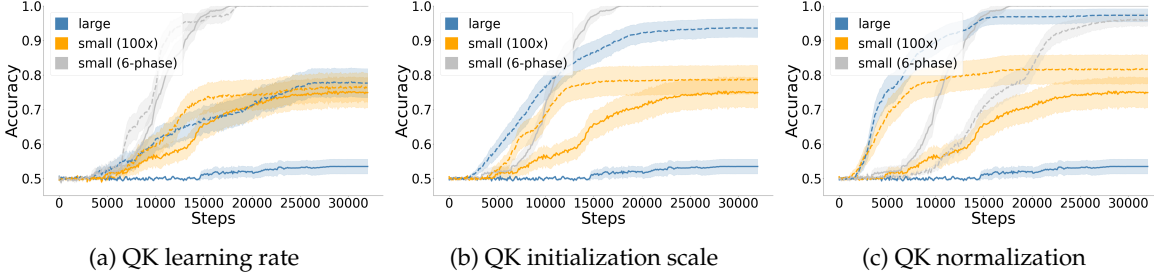 1.0
0.9
0.8
0.7
0.6
0.5
Accuracy
large
small (100x)
small (6-phase)
0 5000 10000 15000 20000 25000 30000
Steps
(a) QK learning rate
1.0
0.9
0.8
0.7
0.6
0.5
Accuracy
large
small (100x)
small (6-phase)
0 5000 10000 15000 20000 25000 30000
Steps
(b) QK initialization scale
1.0
0.9
0.8
0.7
0.6
0.5
Accuracy
large
small (100x)
small (6-phase)
0 5000 10000 15000 20000 25000 30000
Steps
(c) QK normalization